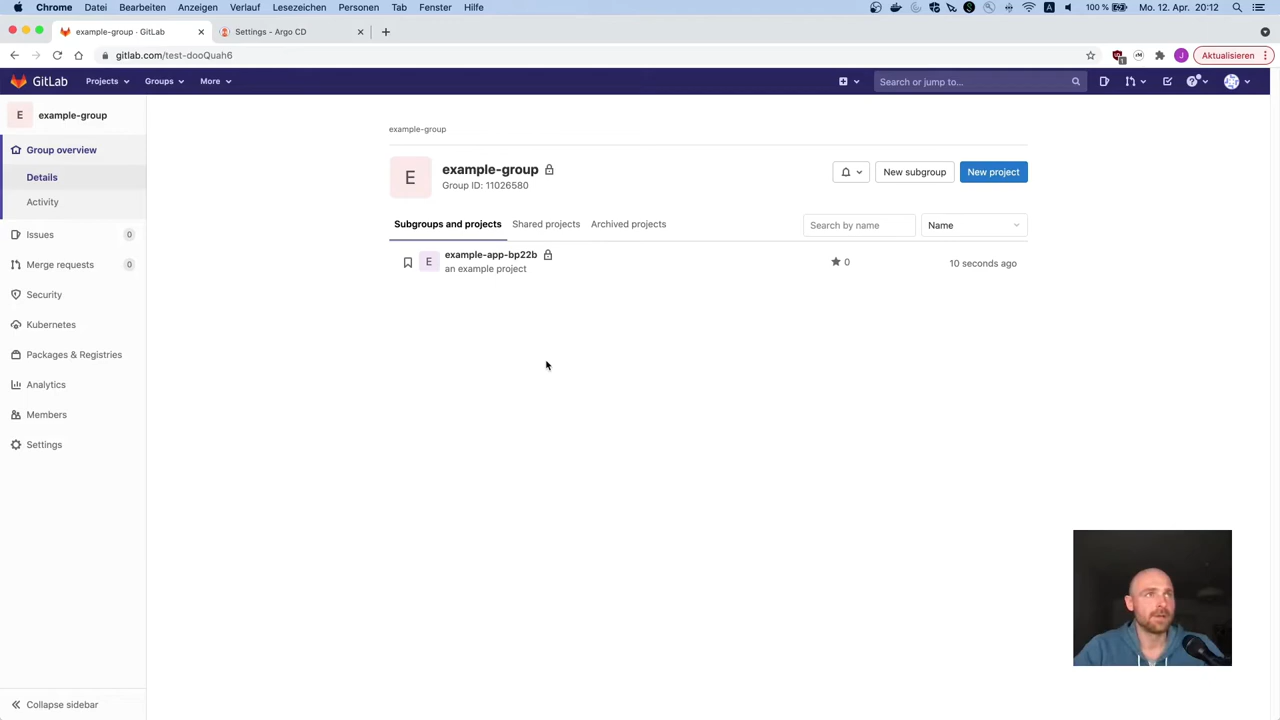 Chrome Datei Bearbeiten Anzeigen Verlauf Lesezeichen Personen Tab Fenster Hilfe 100 % Mo. 12. Apr. 20:12
example-group · GitLab Settings - Argo CD
gitlab.com/test-dooQuah6 1 J Aktualisieren
GitLab Projects Groups More Search or jump to...
E example-group
Group overview
Details
Activity
Issues 0
Merge requests 0
Security
Kubernetes
Packages & Registries
Analytics
Members
Settings
Collapse sidebar
example-group
E example-group
Group ID: 11026580
New subgroup New project
Subgroups and projects Shared projects Archived projects Search by name Name
E example-app-bp22b
an example project
0 10 seconds ago